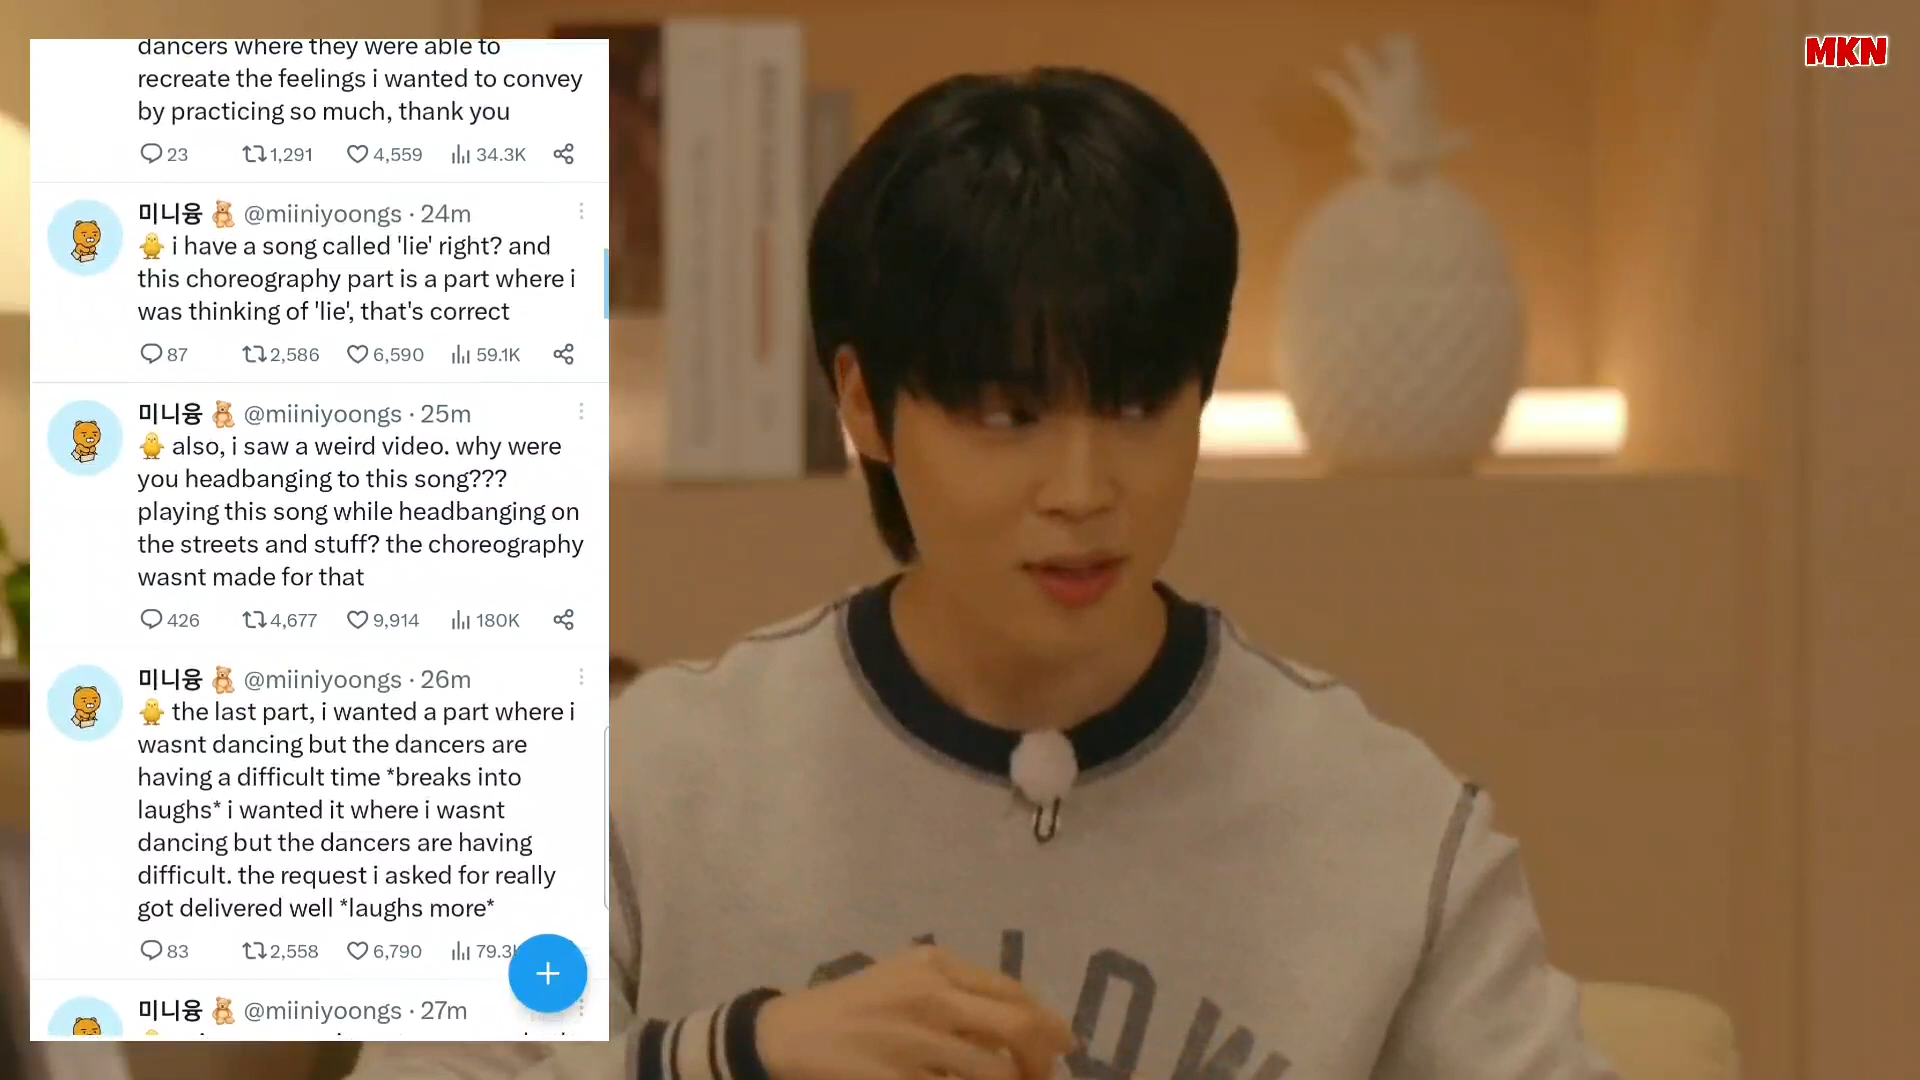 MKN
dancers where they were able to
recreate the feelings i wanted to convey
by practicing so much, thank you
23 1,291 4,559 34.3K
미니융 🧸 @miiniyoongs · 24m
🐥 i have a song called 'lie' right? and
this choreography part is a part where i
was thinking of 'lie', that's correct
87 2,586 6,590 59.1K
미니융 🧸 @miiniyoongs · 25m
🐥 also, i saw a weird video. why were
you headbanging to this song???
playing this song while headbanging on
the streets and stuff? the choreography
wasnt made for that
426 4,677 9,914 180K
미니융 🧸 @miiniyoongs · 26m
🐥 the last part, i wanted a part where i
wasnt dancing but the dancers are
having a difficult time *breaks into
laughs* i wanted it where i wasnt
dancing but the dancers are having
difficult. the request i asked for really
got delivered well *laughs more*
83 2,558 6,790 79.3K
미니융 🧸 @miiniyoongs · 27m